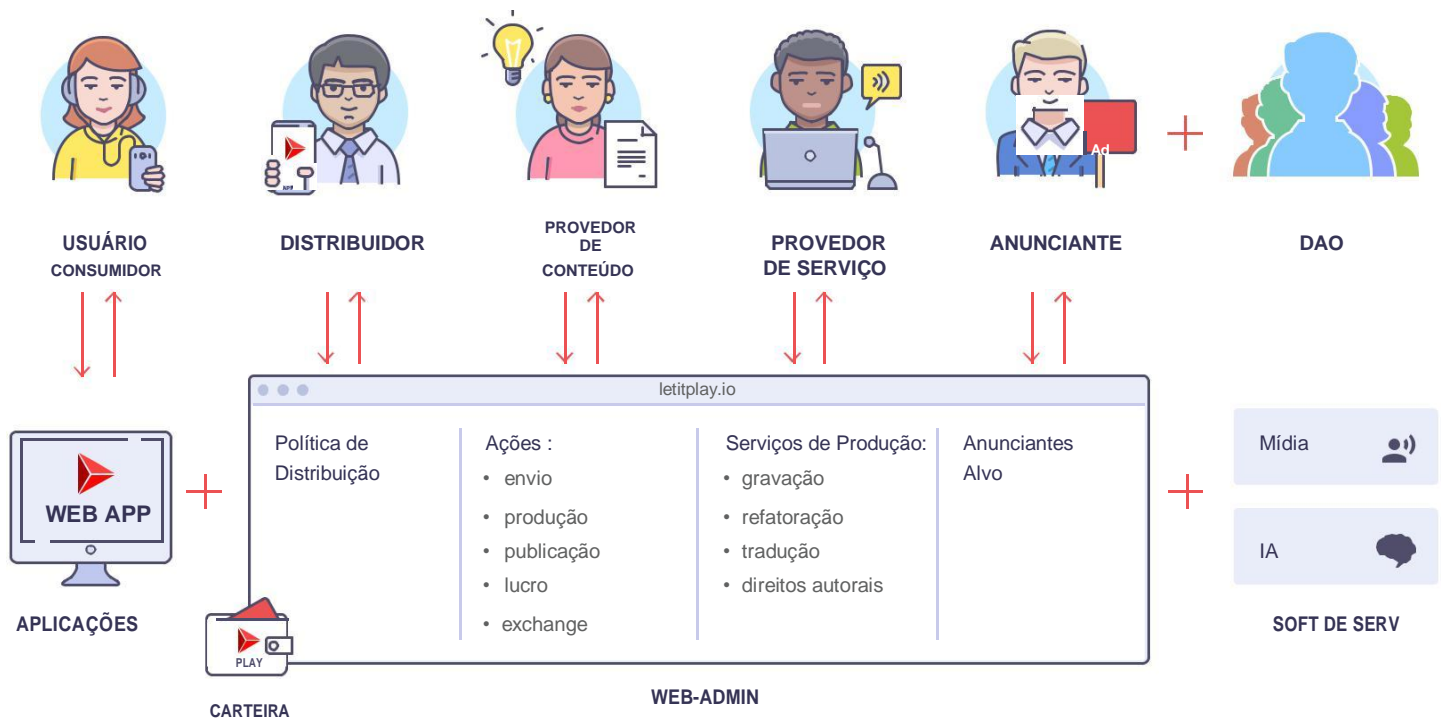 APP
Ad
USUÁRIO
CONSUMIDOR
DISTRIBUIDOR
PROVEDOR
DE
CONTEÚDO
PROVEDOR
DE SERVIÇO
ANUNCIANTE
DAO
letitplay.io
WEB APP
APLICAÇÕES
Política de
Distribuição
Ações :
• envio
• produção
• publicação
• lucro
• exchange
Serviços de Produção:
• gravação
• refatoração
• tradução
• direitos autorais
Anunciantes
Alvo
Mídia
IA
SOFT DE SERV
PLAY
CARTEIRA
WEB-ADMIN